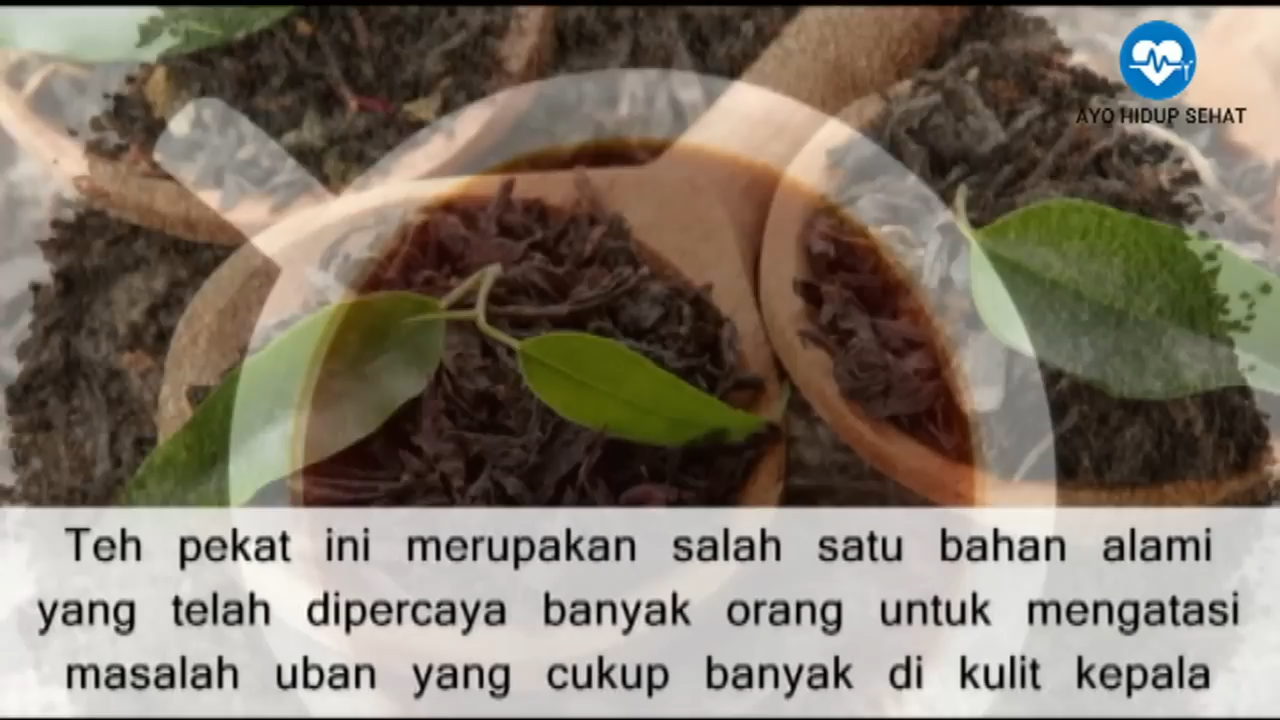 AYO HIDUP SEHAT
Teh pekat ini merupakan salah satu bahan alami
yang telah dipercaya banyak orang untuk mengatasi
masalah uban yang cukup banyak di kulit kepala